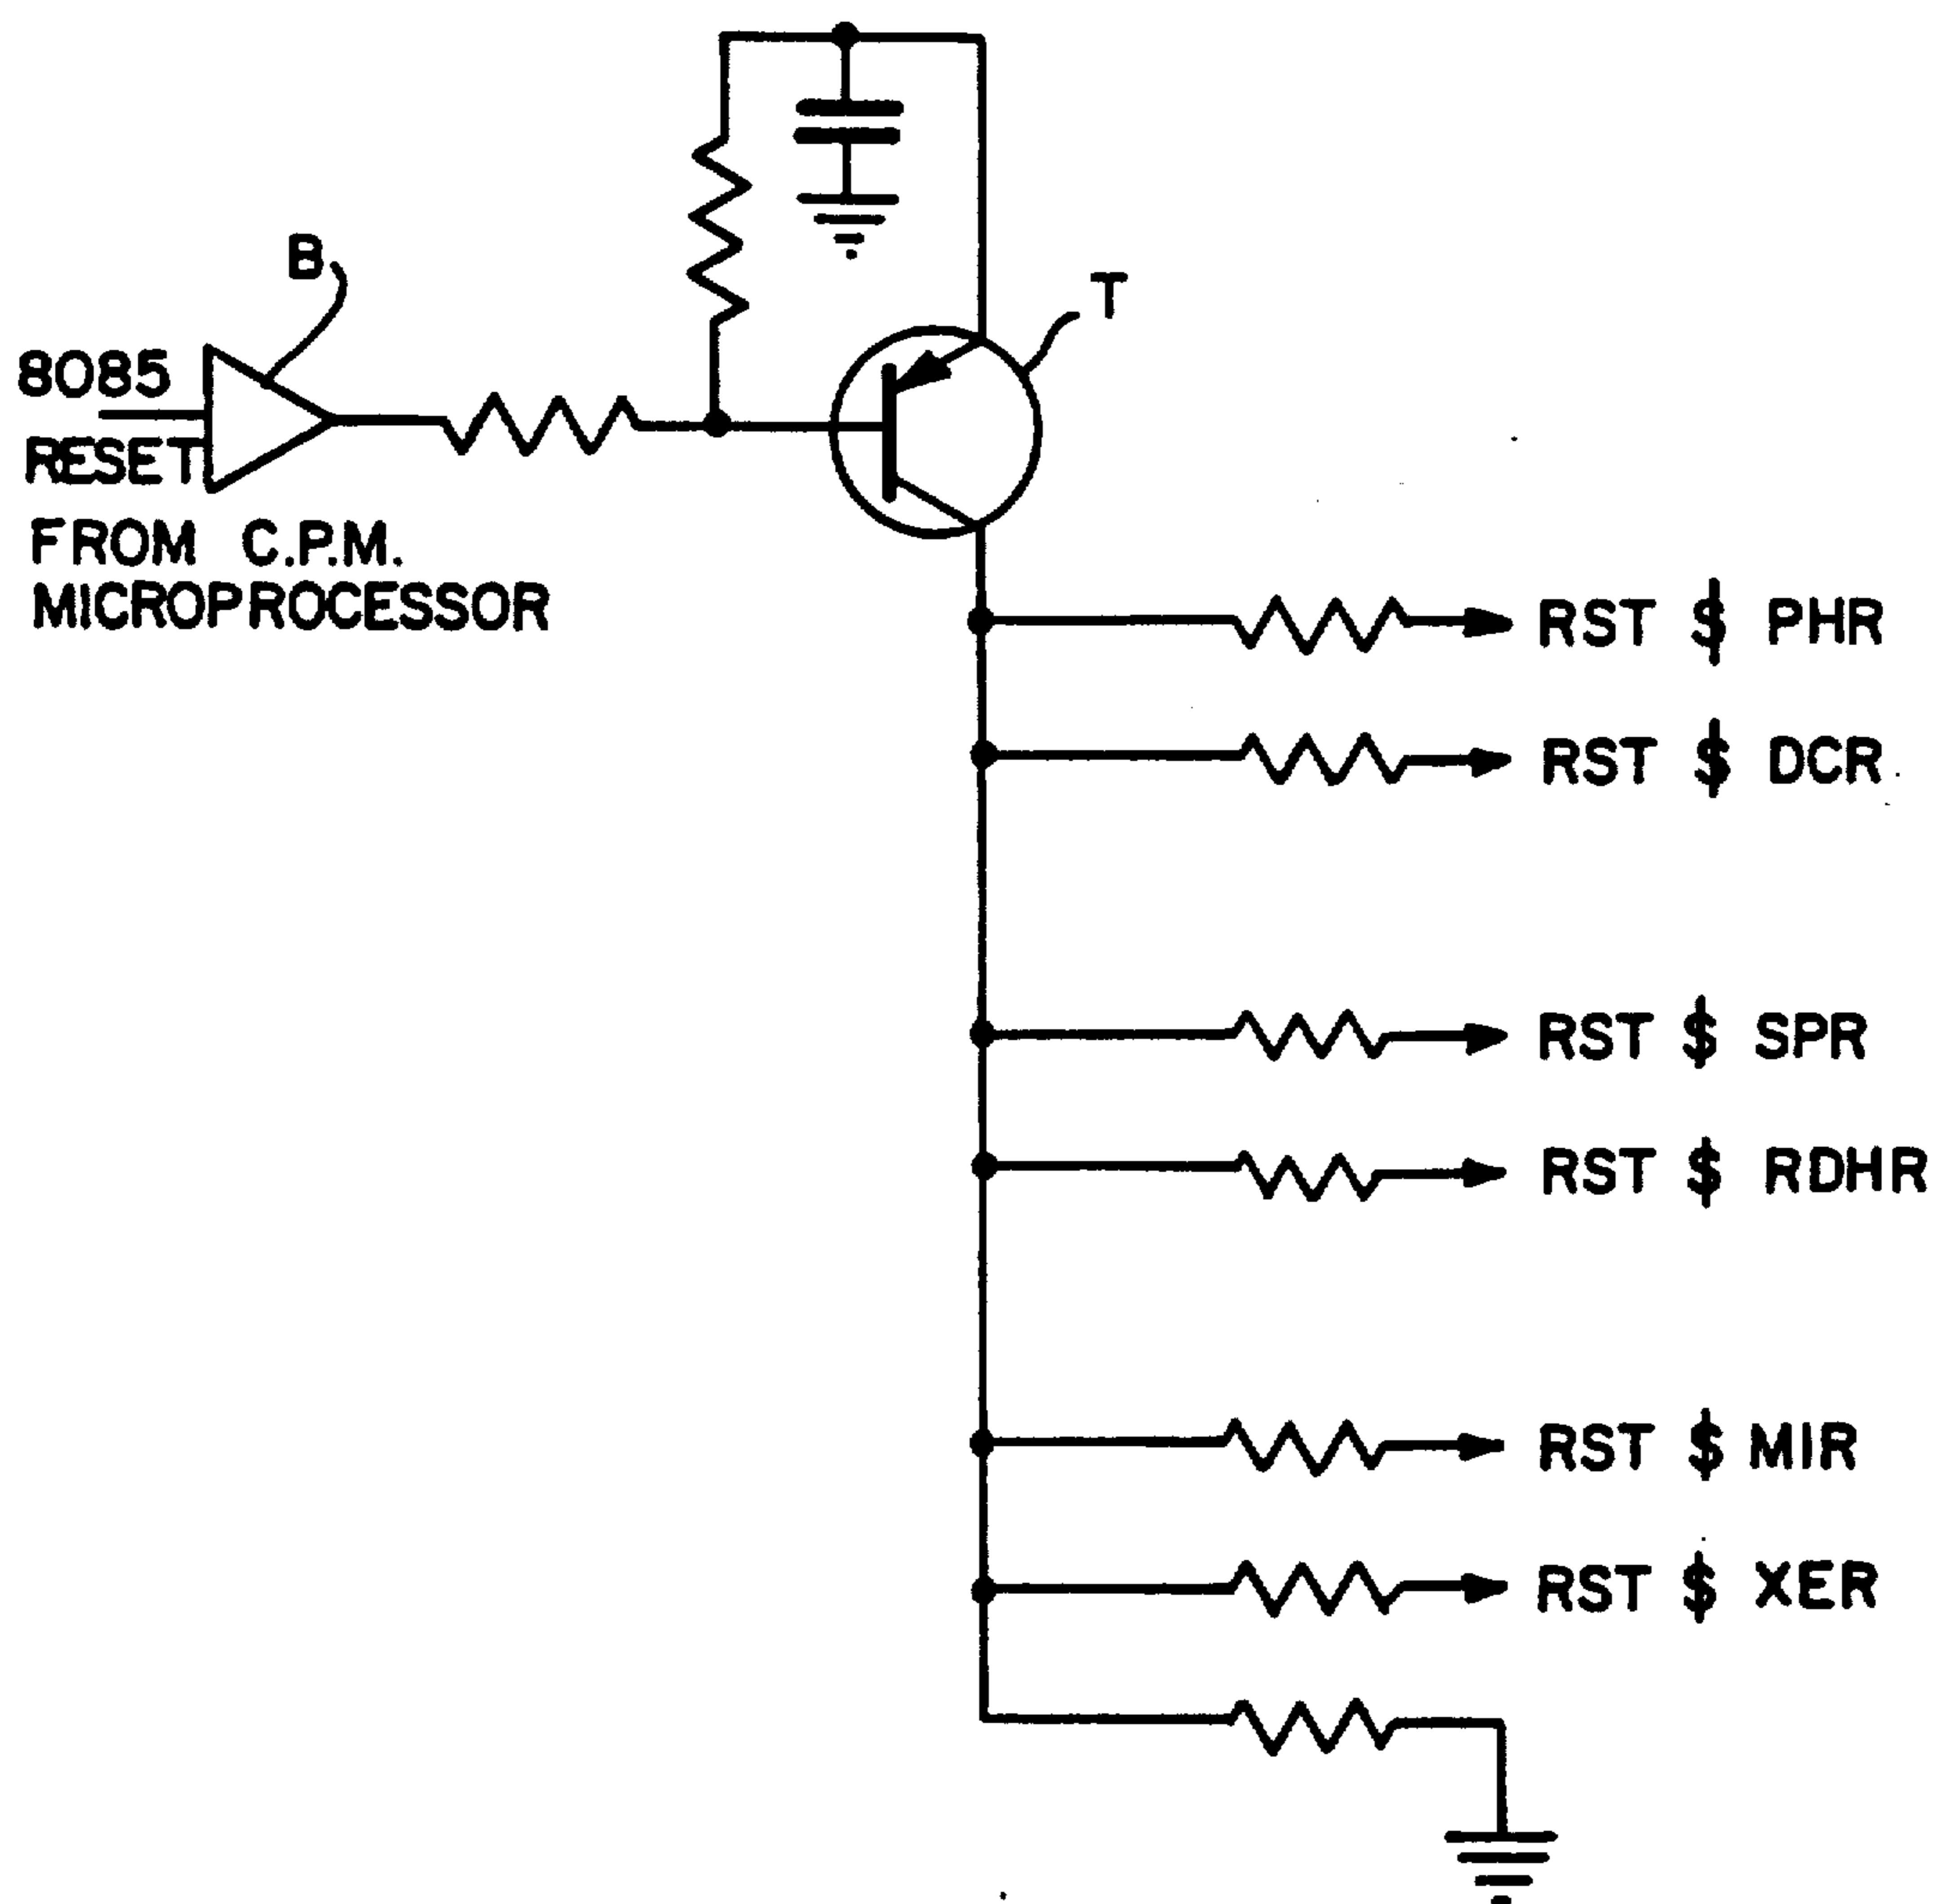 B
T
8085
RESET
FROM C.P.M.
MICROPROCESSOR
RST $ PHR
RST $ DCR
RST $ SPR
RST $ RDHR
RST $ MIR
RST $ XER